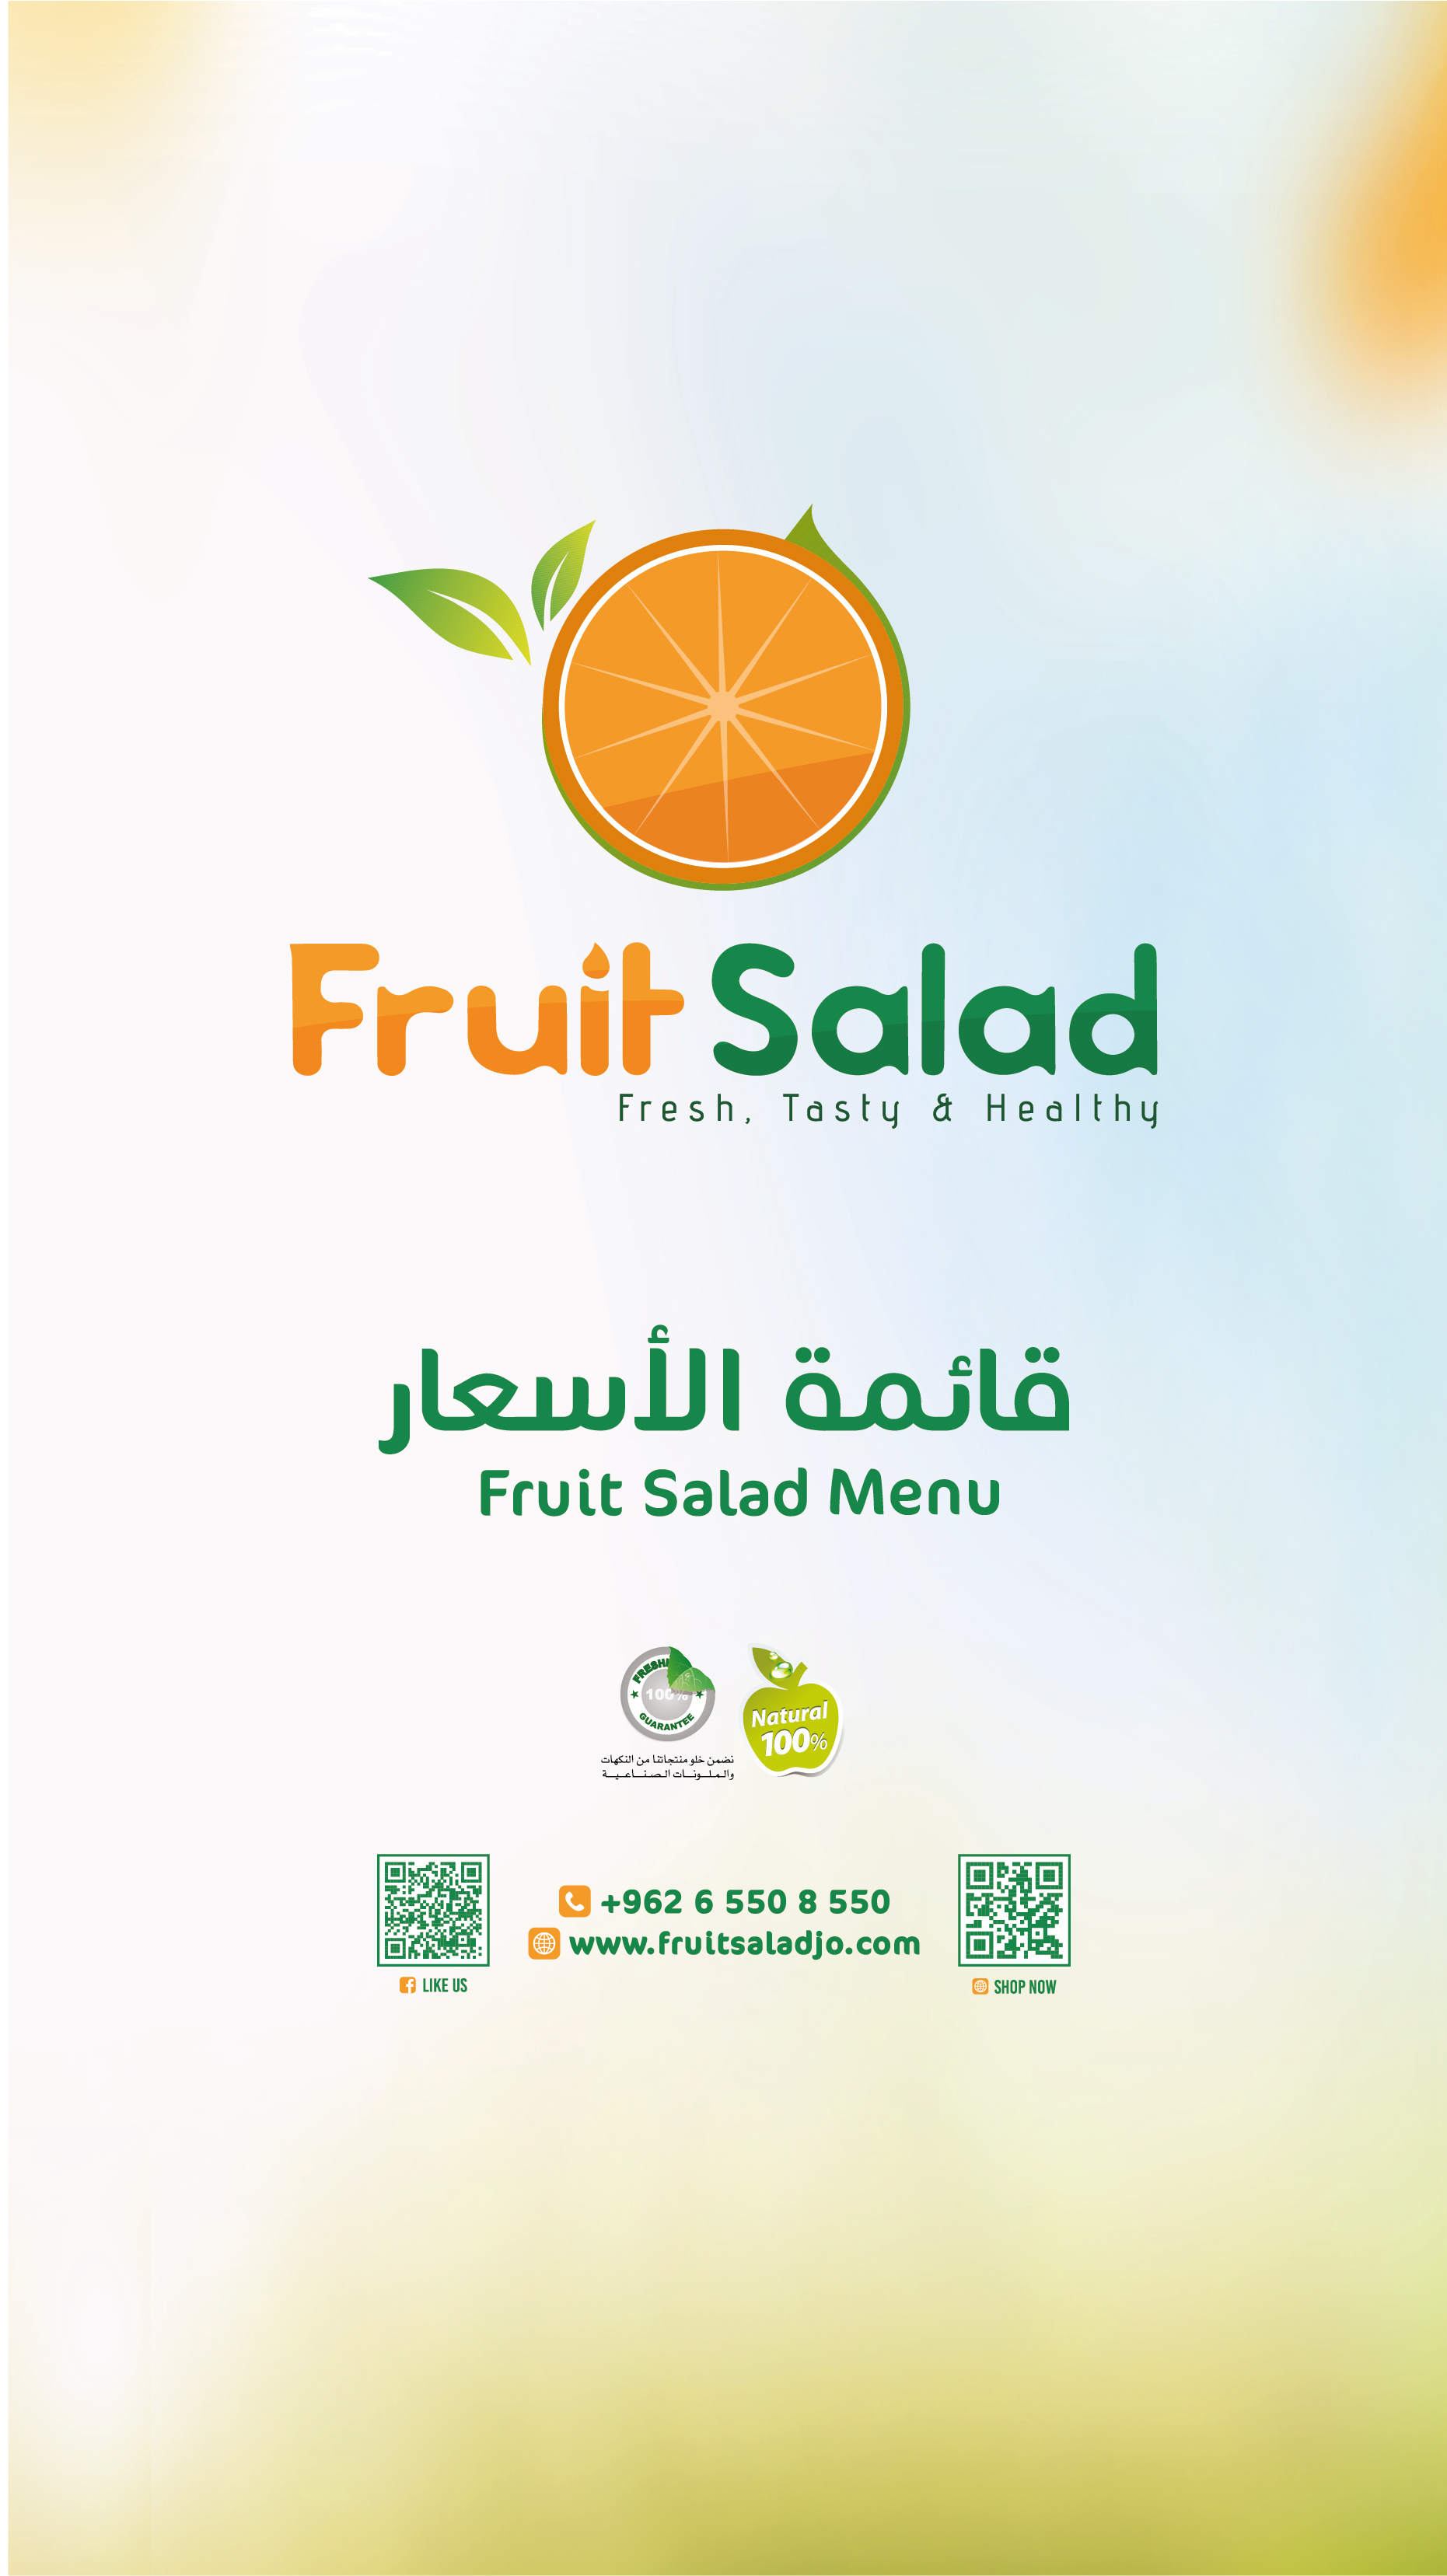 Fruit Salad
Fresh, Tasty & Healthy
قائمة الأسعار
Fruit Salad Menu
100%
GUARANTEE
نضمن خلو منتجاتنا من النكهات
والملونات الصناعية
Natural
100%
+962 6 550 8 550
www.fruitsaladjo.com
LIKE US
SHOP NOW